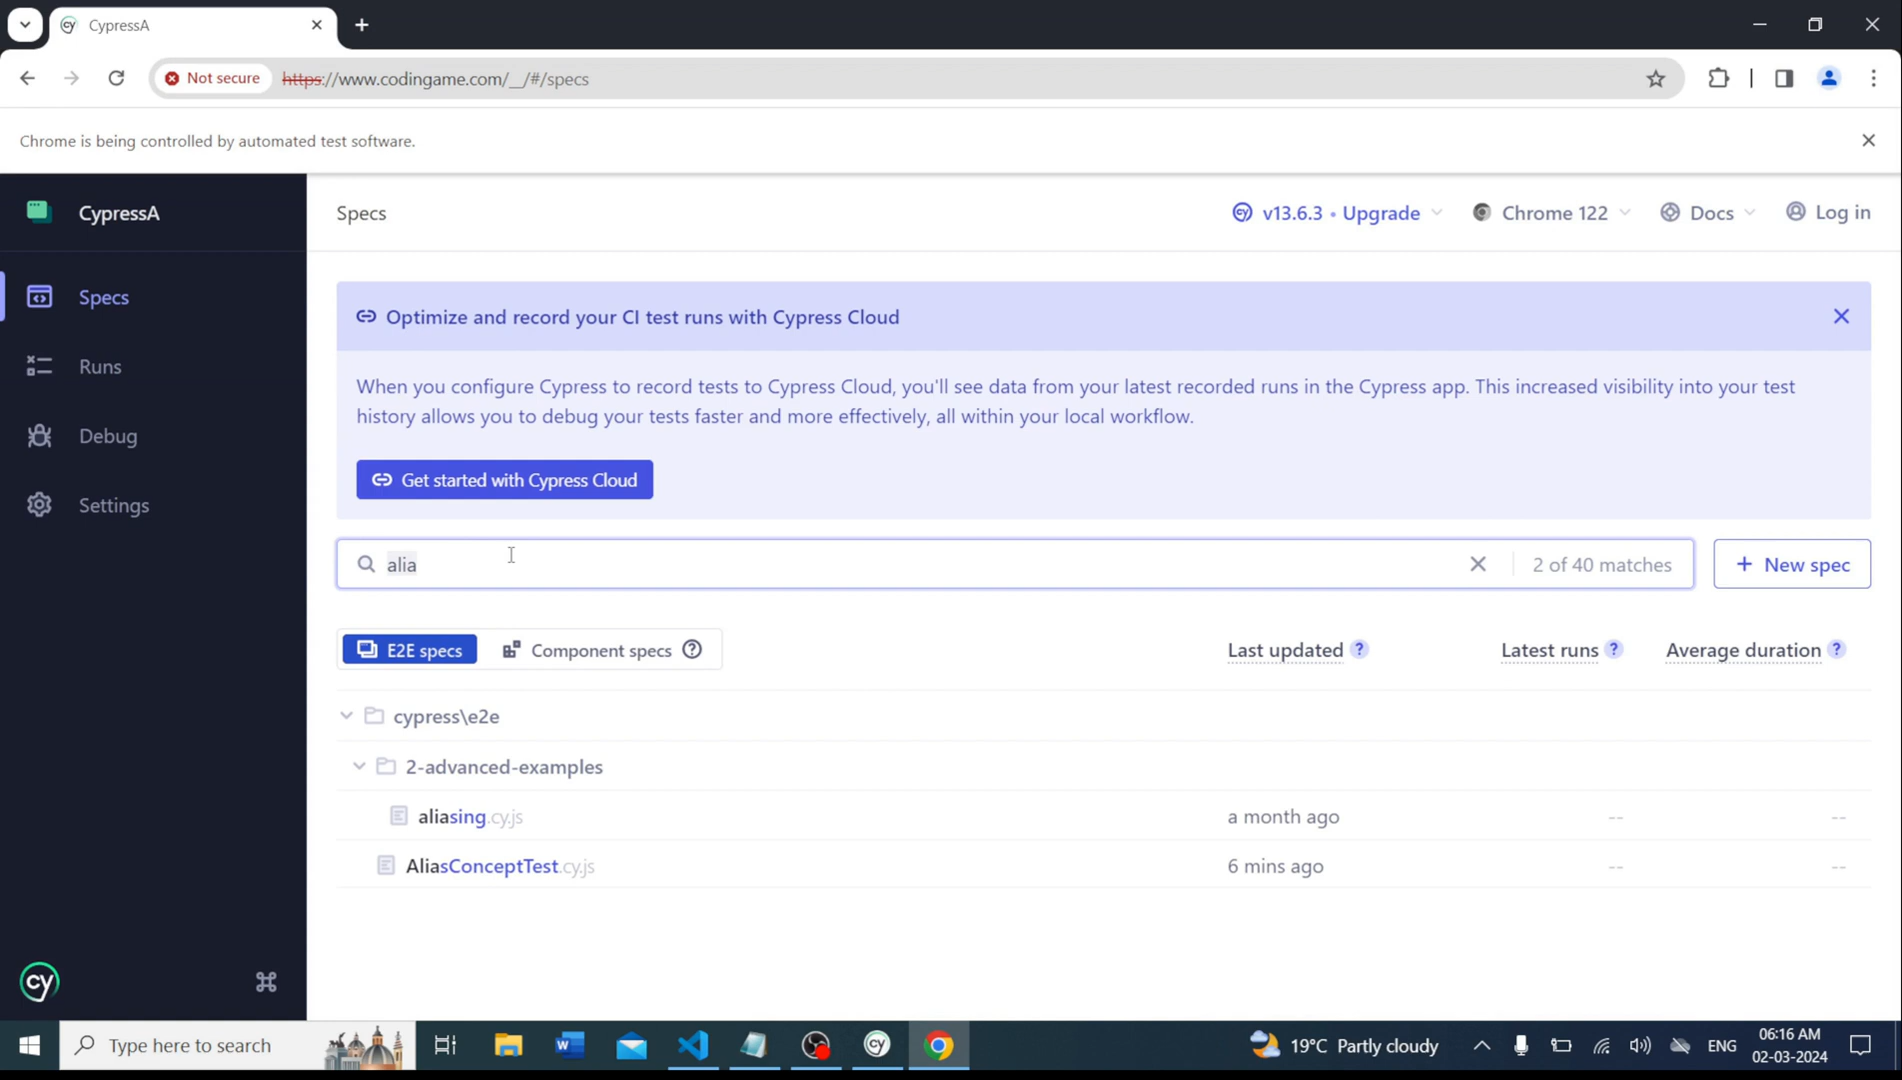 CypressA
Not secure https://www.codingame.com/__/#/specs
Chrome is being controlled by automated test software.
cy CypressA
Specs
v13.6.3 • Upgrade
Chrome 122
Docs
Log in
Specs
Runs
Debug
Settings
Optimize and record your CI test runs with Cypress Cloud
When you configure Cypress to record tests to Cypress Cloud, you'll see data from your latest recorded runs in the Cypress app. This increased visibility into your test
history allows you to debug your tests faster and more effectively, all within your local workflow.
Get started with Cypress Cloud
alia
2 of 40 matches
+ New spec
E2E specs
Component specs ?
Last updated ?
Latest runs ?
Average duration ?
cypress\e2e
2-advanced-examples
aliasing.cy.js a month ago -- --
AliasConceptTest.cy.js 6 mins ago -- --
cy
Type here to search
19°C Partly cloudy
ENG
06:16 AM
02-03-2024